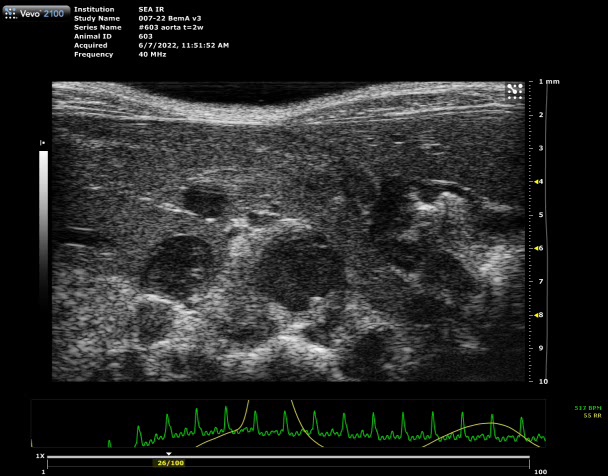 Vevo 2100
Institution SEA IR
Study Name 007-22 BemA v3
Series Name #603 aorta t=2w
Animal ID 603
Acquired 6/7/2022, 11:51:52 AM
Frequency 40 MHz
1 mm
2
3
4
5
6
7
8
9
10
BPM
55 RR
1X
26/100
1
100